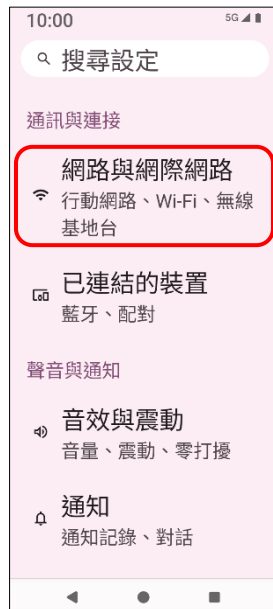 10:00 5G
搜尋設定
通訊與連接
網路與網際網路
行動網路、Wi-Fi、無線
基地台
已連結的裝置
藍牙、配對
聲音與通知
音效與震動
音量、震動、零打擾
通知
通知記錄、對話